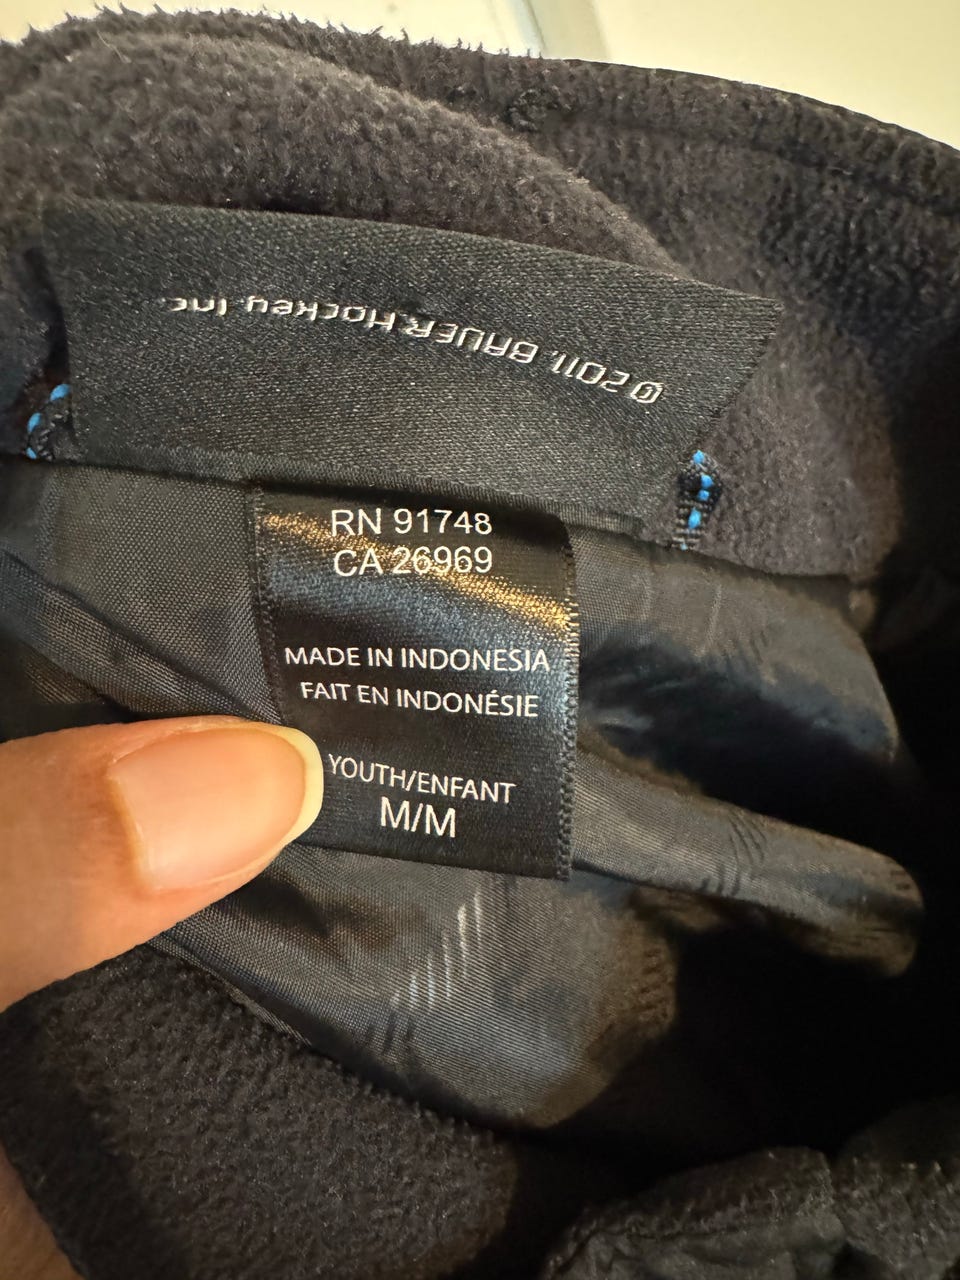 ©2011, BAUER Hockey, Inc.
RN 91748
CA 26969
MADE IN INDONESIA
FAIT EN INDONÉSIE
YOUTH/ENFANT
M/M